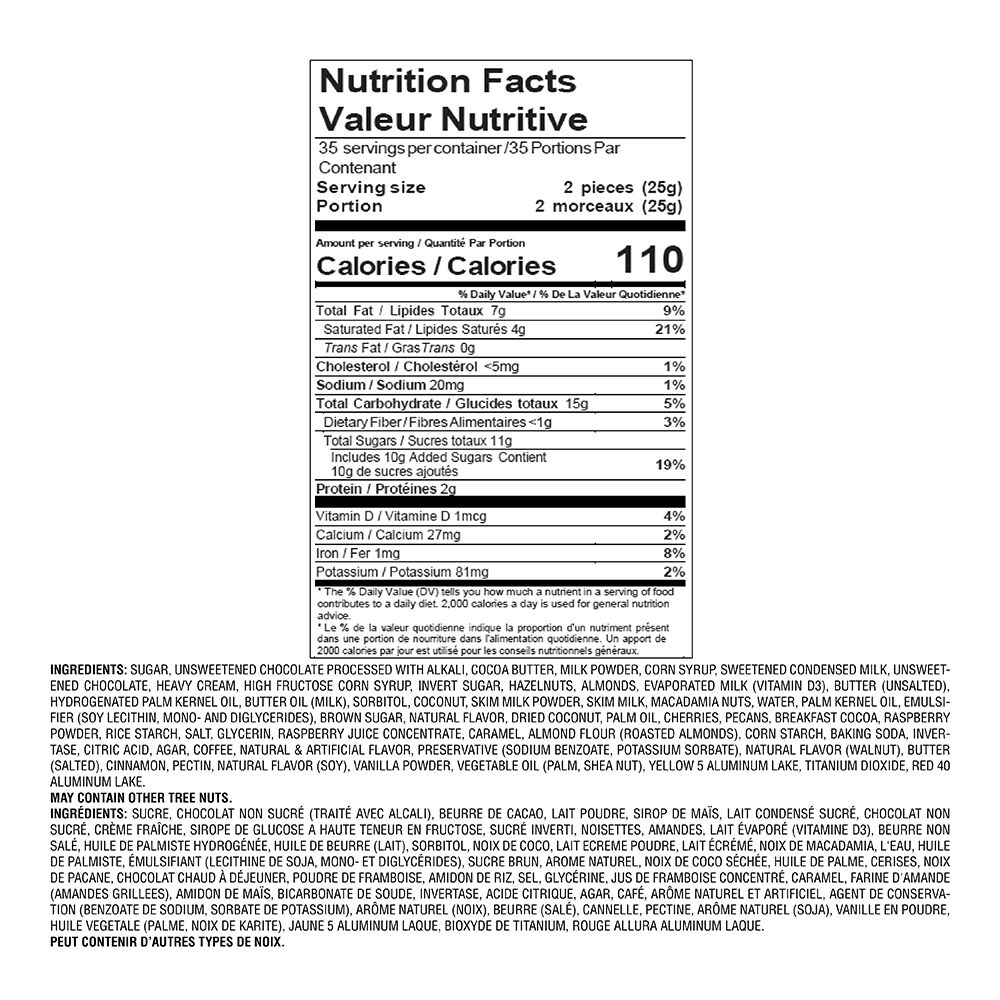 Nutrition Facts
Valeur Nutritive
35 servings per container /35 Portions Par
Contenant
Serving size 2 pieces (25g)
Portion 2 morceaux (25g)
Amount per serving / Quantité Par Portion
Calories / Calories 110
% Daily Value* / % De La Valeur Quotidienne*
Total Fat / Lipides Totaux 7g 9%
Saturated Fat / Lipides Saturés 4g 21%
Trans Fat / Gras Trans 0g
Cholesterol / Cholestérol <5mg 1%
Sodium / Sodium 20mg 1%
Total Carbohydrate / Glucides totaux 15g 5%
Dietary Fiber / Fibres Alimentaires <1g 3%
Total Sugars / Sucres totaux 11g
Includes 10g Added Sugars Contient
10g de sucres ajoutés 19%
Protein / Protéines 2g
Vitamin D / Vitamine D 1mcg 4%
Calcium / Calcium 27mg 2%
Iron / Fer 1mg 8%
Potassium / Potassium 81mg 2%
* The % Daily Value (DV) tells you how much a nutrient in a serving of food
contributes to a daily diet. 2,000 calories a day is used for general nutrition
advice.
* Le % de la valeur quotidienne indique la proportion d'un nutriment présent
dans une portion de nourriture dans l'alimentation quotidienne. Un apport de
2000 calories par jour est utilisé pour les conseils nutritionnels généraux.
INGREDIENTS: SUGAR, UNSWEETENED CHOCOLATE PROCESSED WITH ALKALI, COCOA BUTTER, MILK POWDER, CORN SYRUP, SWEETENED CONDENSED MILK, UNSWEET-
ENED CHOCOLATE, HEAVY CREAM, HIGH FRUCTOSE CORN SYRUP, INVERT SUGAR, HAZELNUTS, ALMONDS, EVAPORATED MILK (VITAMIN D3), BUTTER (UNSALTED),
HYDROGENATED PALM KERNEL OIL, BUTTER OIL (MILK), SORBITOL, COCONUT, SKIM MILK POWDER, SKIM MILK, MACADAMIA NUTS, WATER, PALM KERNEL OIL, EMULSI-
FIER (SOY LECITHIN, MONO- AND DIGLYCERIDES), BROWN SUGAR, NATURAL FLAVOR, DRIED COCONUT, PALM OIL, CHERRIES, PECANS, BREAKFAST COCOA, RASPBERRY
POWDER, RICE STARCH, SALT, GLYCERIN, RASPBERRY JUICE CONCENTRATE, CARAMEL, ALMOND FLOUR (ROASTED ALMONDS). CORN STARCH, BAKING SODA, INVER-
TASE, CITRIC ACID, AGAR, COFFEE, NATURAL & ARTIFICIAL FLAVOR, PRESERVATIVE (SODIUM BENZOATE, POTASSIUM SORBATE), NATURAL FLAVOR (WALNUT), BUTTER
(SALTED), CINNAMON, PECTIN, NATURAL FLAVOR (SOY), VANILLA POWDER, VEGETABLE OIL (PALM, SHEA NUT), YELLOW 5 ALUMINUM LAKE, TITANIUM DIOXIDE, RED 40
ALUMINUM LAKE.
MAY CONTAIN OTHER TREE NUTS.
INGRÉDIENTS: SUCRE, CHOCOLAT NON SUCRÉ (TRAITÉ AVEC ALCALI), BEURRE DE CACAO, LAIT POUDRE, SIROP DE MAÏS, LAIT CONDENSÉ SUCRÉ, CHOCOLAT NON
SUCRÉ, CRÈME FRAÎCHE, SIROPE DE GLUCOSE A HAUTE TENEUR EN FRUCTOSE, SUCRÉ INVERTI, NOISETTES, AMANDES, LAIT ÉVAPORÉ (VITAMINE D3), BEURRE NON
SALÉ, HUILE DE PALMISTE HYDROGÉNÉE, HUILE DE BEURRE (LAIT), SORBITOL, NOIX DE COCO, LAIT ECREME POUDRE, LAIT ÉCRÉMÉ, NOIX DE MACADAMIA, L'EAU, HUILE
DE PALMISTE, ÉMULSIFIANT (LECITHINE DE SOJA, MONO- ET DIGLYCÉRIDES), SUCRE BRUN, AROME NATUREL, NOIX DE COCO SÉCHÉE, HUILE DE PALME, CERISES, NOIX
DE PACANE, CHOCOLAT CHAUD À DÉJEUNER, POUDRE DE FRAMBOISE, AMIDON DE RIZ, SEL, GLYCÉRINE, JUS DE FRAMBOISE CONCENTRÉ, CARAMEL, FARINE D'AMANDE
(AMANDES GRILLEES), AMIDON DE MAÏS, BICARBONATE DE SOUDE, INVERTASE, ACIDE CITRIQUE, AGAR, CAFÉ, ARÔME NATUREL ET ARTIFICIEL, AGENT DE CONSERVA-
TION (BENZOATE DE SODIUM, SORBATE DE POTASSIUM), ARÔME NATUREL (NOIX), BEURRE (SALÉ), CANNELLE, PECTINE, ARÔME NATUREL (SOJA), VANILLE EN POUDRE,
HUILE VEGETALE (PALME, NOIX DE KARITE), JAUNE 5 ALUMINUM LAQUE, BIOXYDE DE TITANIUM, ROUGE ALLURA ALUMINUM LAQUE.
PEUT CONTENIR D'AUTRES TYPES DE NOIX.